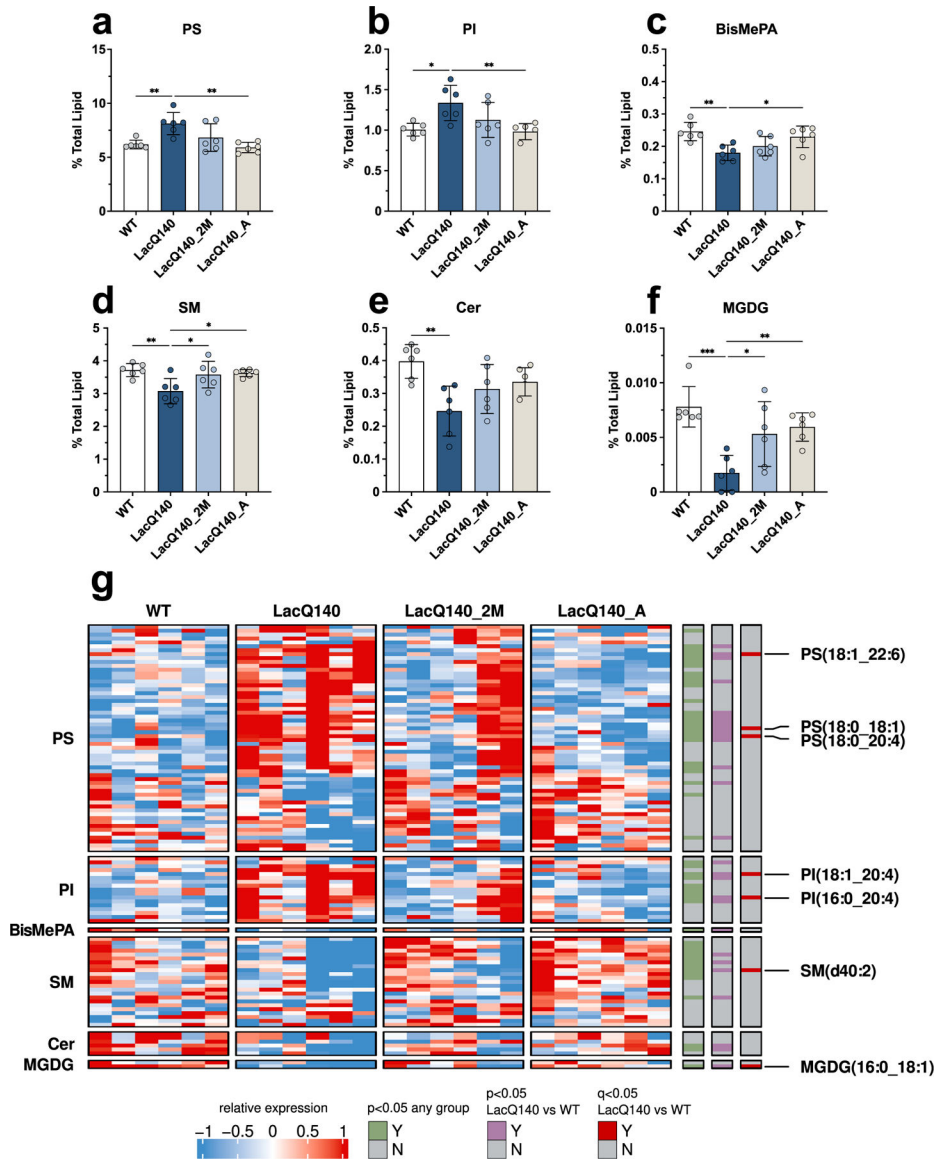 a
PS
% Total Lipid
15
10
5
0
**
**
WT
LacQ140
LacQ140_2M
LacQ140_A
b
PI
% Total Lipid
2.0
1.5
1.0
0.5
0.0
*
**
WT
LacQ140
LacQ140_2M
LacQ140_A
c
BisMePA
% Total Lipid
0.4
0.3
0.2
0.1
0
**
*
WT
LacQ140
LacQ140_2M
LacQ140_A
d
SM
% Total Lipid
5
4
3
2
1
0
**
*
*
WT
LacQ140
LacQ140_2M
LacQ140_A
e
Cer
% Total Lipid
0.5
0.4
0.3
0.2
0.1
0
**
WT
LacQ140
LacQ140_2M
LacQ140_A
f
MGDG
% Total Lipid
0.015
0.010
0.005
0
***
*
**
WT
LacQ140
LacQ140_2M
LacQ140_A
g
WT LacQ140 LacQ140_2M LacQ140_A
PS
PI
BisMePA
SM
Cer
MGDG
PS(18:1_22:6)
PS(18:0_18:1)
PS(18:0_20:4)
PI(18:1_20:4)
PI(16:0_20:4)
SM(d40:2)
MGDG(16:0_18:1)
relative expression
−1 −0.5 0 0.5 1
p<0.05 any group
Y
N
p<0.05
LacQ140 vs WT
Y
N
q<0.05
LacQ140 vs WT
Y
N